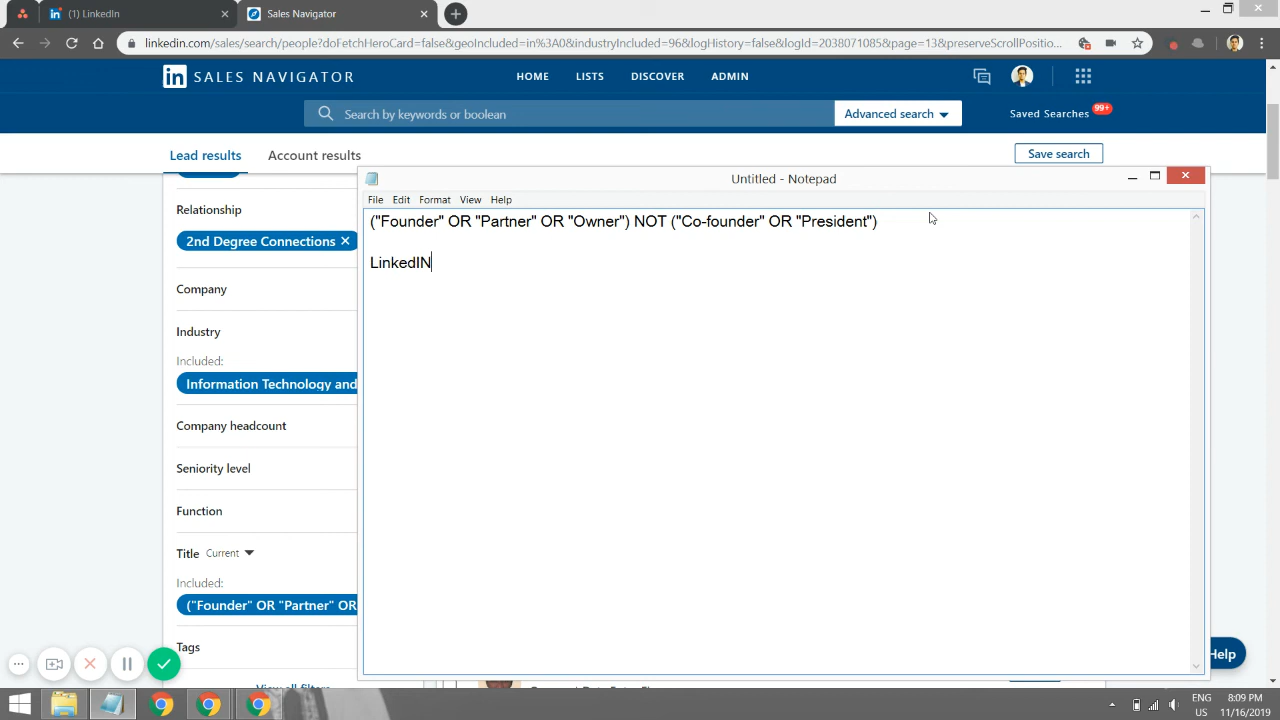 (1) LinkedIn
Sales Navigator
linkedin.com/sales/search/people?doFetchHeroCard=false&geoIncluded=in%3A0&industryIncluded=96&logHistory=false&logId=2038071085&page=13&preserveScrollPositio...
in SALES NAVIGATOR
HOME LISTS DISCOVER ADMIN
Search by keywords or boolean
Advanced search
Saved Searches 99+
Lead results Account results
Save search
Untitled - Notepad
File Edit Format View Help
("Founder" OR "Partner" OR "Owner") NOT ("Co-founder" OR "President")
LinkedIN
Relationship
2nd Degree Connections
Company
Industry
Included:
Information Technology and
Company headcount
Seniority level
Function
Title Current
Included:
("Founder" OR "Partner" OR
Tags
Help
ENG 8:09 PM
US 11/16/2019